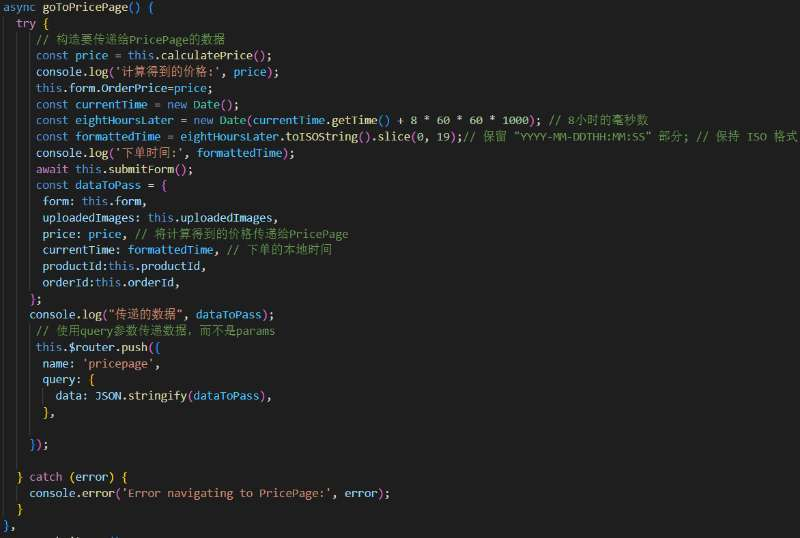 async goToPricePage() {
try {
// 构造要传递给PricePage的数据
const price = this.calculatePrice();
console.log('计算得到的价格:', price);
this.form.OrderPrice=price;
const currentTime = new Date();
const eightHoursLater = new Date(currentTime.getTime() + 8 * 60 * 60 * 1000); // 8小时的毫秒数
const formattedTime = eightHoursLater.toISOString().slice(0, 19);// 保留 "YYYY-MM-DDTHH:MM:SS" 部分; // 保持 ISO 格式
console.log('下单时间:', formattedTime);
await this.submitForm();
const dataToPass = {
form: this.form,
uploadedImages: this.uploadedImages,
price: price, // 将计算得到的价格传递给PricePage
currentTime: formattedTime, // 下单的本地时间
productId:this.productId,
orderId:this.orderId,
};
console.log("传递的数据", dataToPass);
// 使用query参数传递数据，而不是params
this.$router.push({
name: 'pricepage',
query: {
data: JSON.stringify(dataToPass),
},
});
} catch (error) {
console.error('Error navigating to PricePage:', error);
}
},